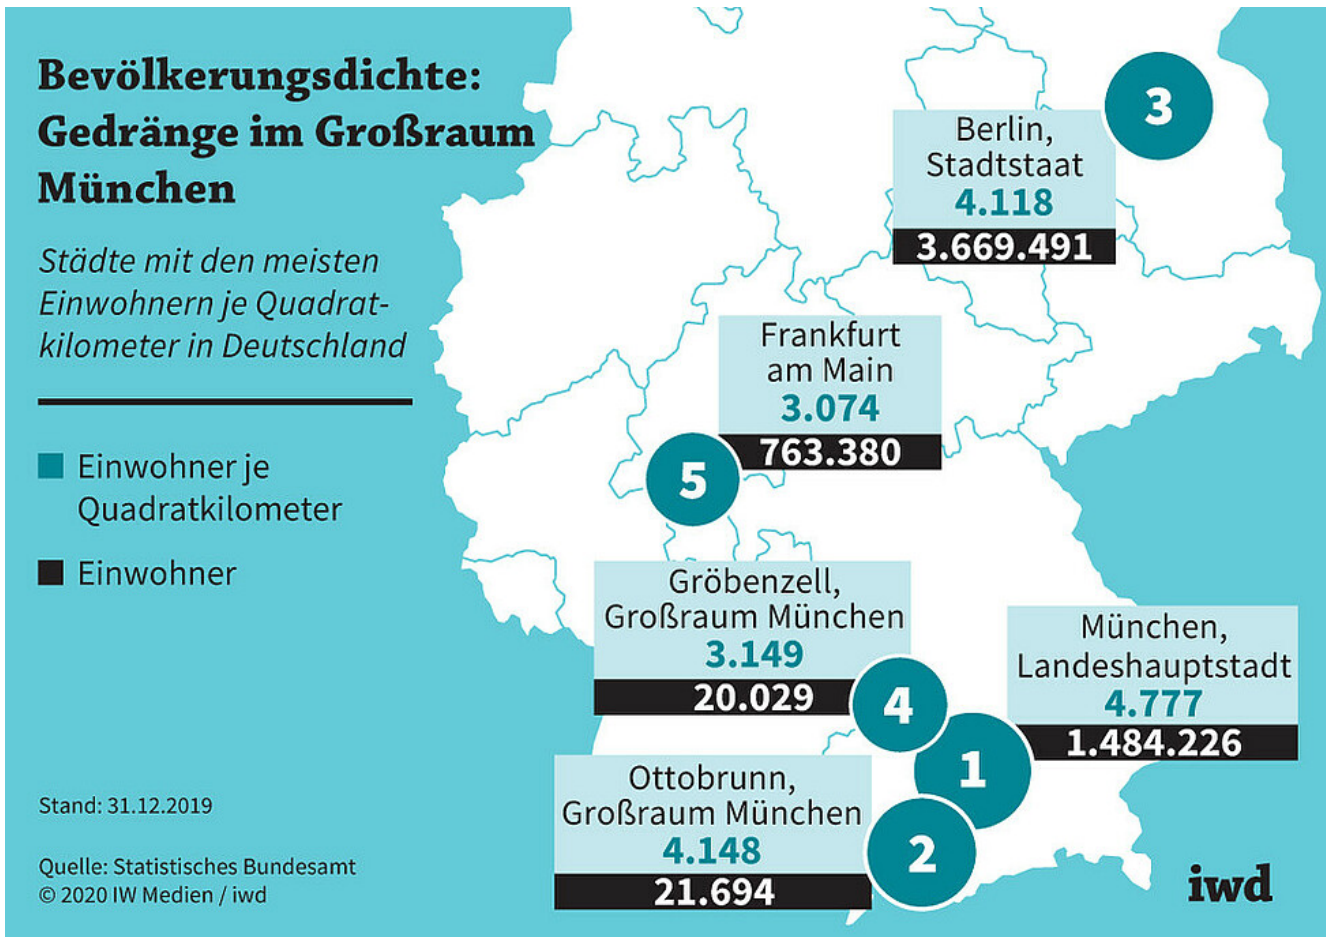 Bevölkerungsdichte:
Gedränge im Großraum
München
Städte mit den meisten
Einwohnern je Quadrat-
kilometer in Deutschland
Einwohner je
Quadratkilometer
Einwohner
3
Berlin,
Stadtstaat
4.118
3.669.491
Frankfurt
am Main
3.074
763.380
5
Gröbenzell,
Großraum München
3.149
20.029
4
München,
Landeshauptstadt
4.777
1.484.226
1
Ottobrunn,
Großraum München
4.148
21.694
2
Stand: 31.12.2019
Quelle: Statistisches Bundesamt
© 2020 IW Medien / iwd
iwd